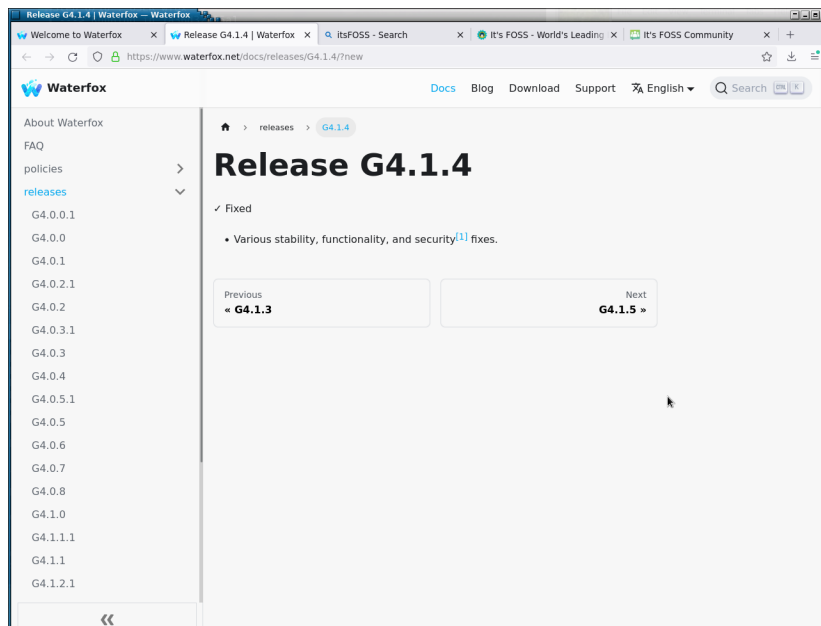 Release G4.1.4 | Waterfox — Waterfox
Welcome to Waterfox
Release G4.1.4 | Waterfox
itsFOSS - Search
It's FOSS - World's Leading
It's FOSS Community
https://www.waterfox.net/docs/releases/G4.1.4/?new
Waterfox
Docs Blog Download Support English Search K
About Waterfox
FAQ
policies
releases
G4.0.0.1
G4.0.0
G4.0.1
G4.0.2.1
G4.0.2
G4.0.3.1
G4.0.3
G4.0.4
G4.0.5.1
G4.0.5
G4.0.6
G4.0.7
G4.0.8
G4.1.0
G4.1.1.1
G4.1.1
G4.1.2.1
releases G4.1.4
Release G4.1.4
✓ Fixed
• Various stability, functionality, and security[1] fixes.
Previous
« G4.1.3
Next
G4.1.5 »